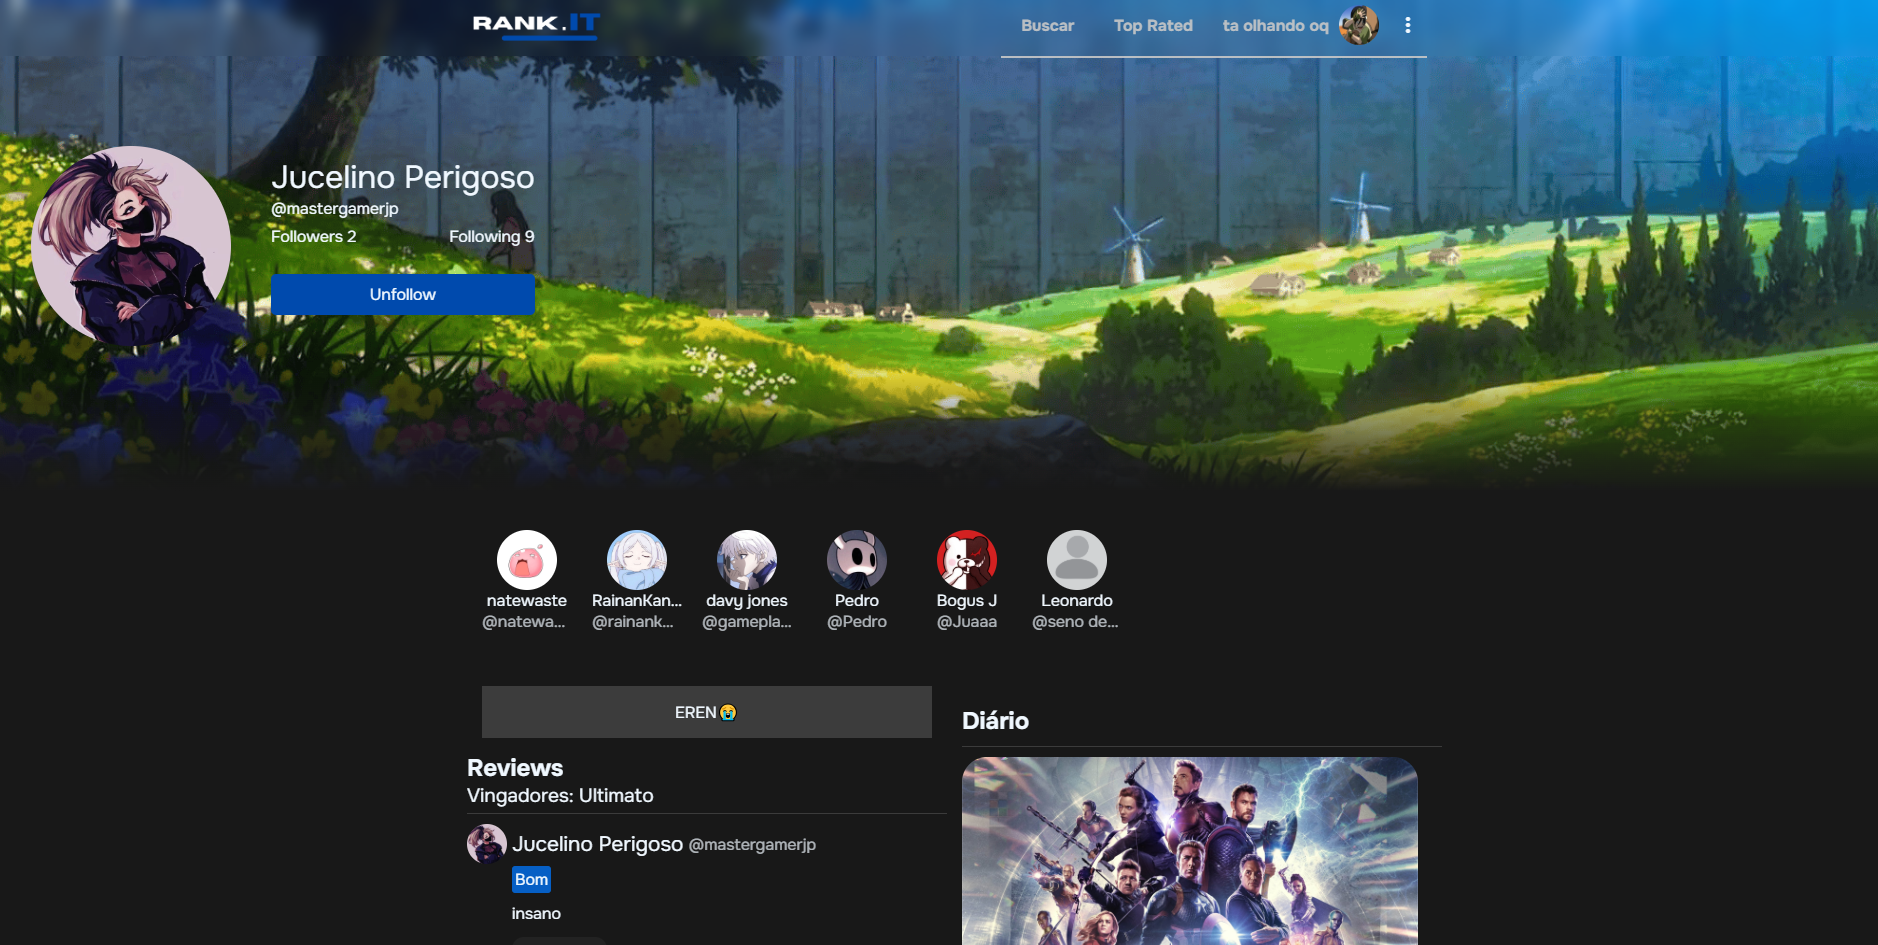 RANK.IT
Buscar Top Rated ta olhando oq
Jucelino Perigoso
@mastergamerjp
Followers 2 Following 9
Unfollow
natewaste RainanKan... davy jones Pedro Bogus J Leonardo
@natewa... @rainank... @gamepla... @Pedro @Juaaa @seno de...
EREN😭
Diário
Reviews
Vingadores: Ultimato
Jucelino Perigoso @mastergamerjp
Bom
insano